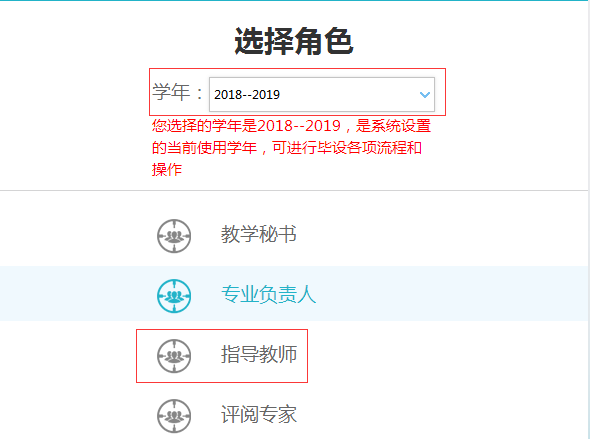 选择角色
学年：2018--2019
您选择的学年是2018--2019，是系统设置
的当前使用学年，可进行毕设各项流程和
操作
教学秘书
专业负责人
指导教师
评阅专家